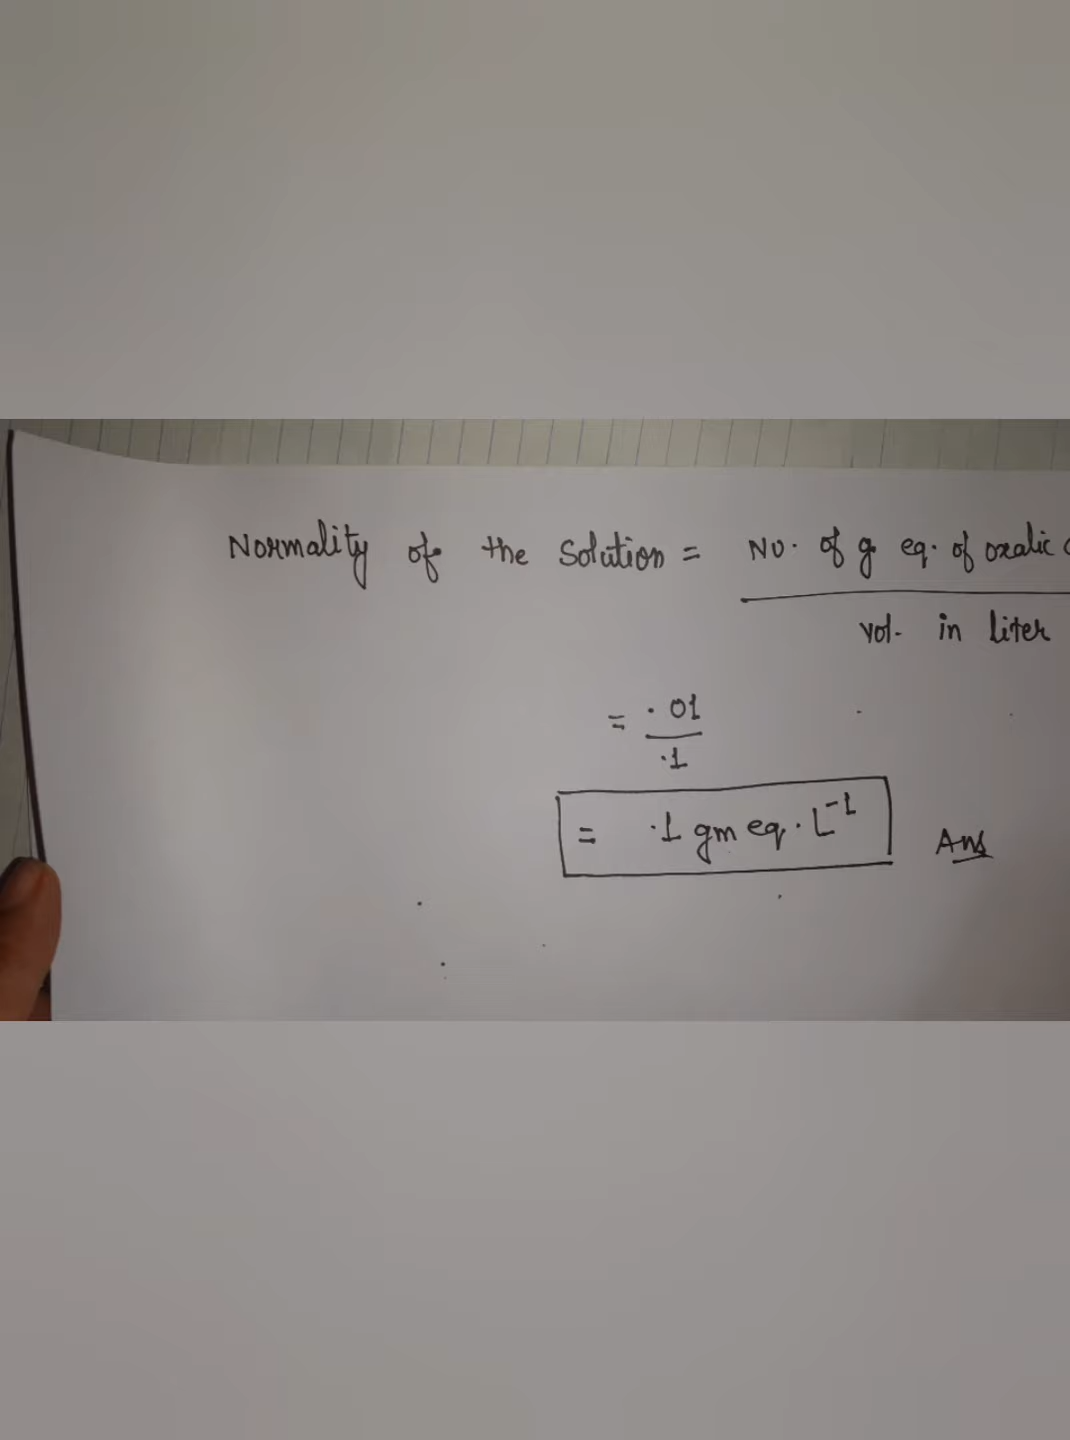 Normality of the Solution = No. of g eq. of oxalic
vol. in liter
= .01
.1
= .1 gm eq. L⁻¹ Ans